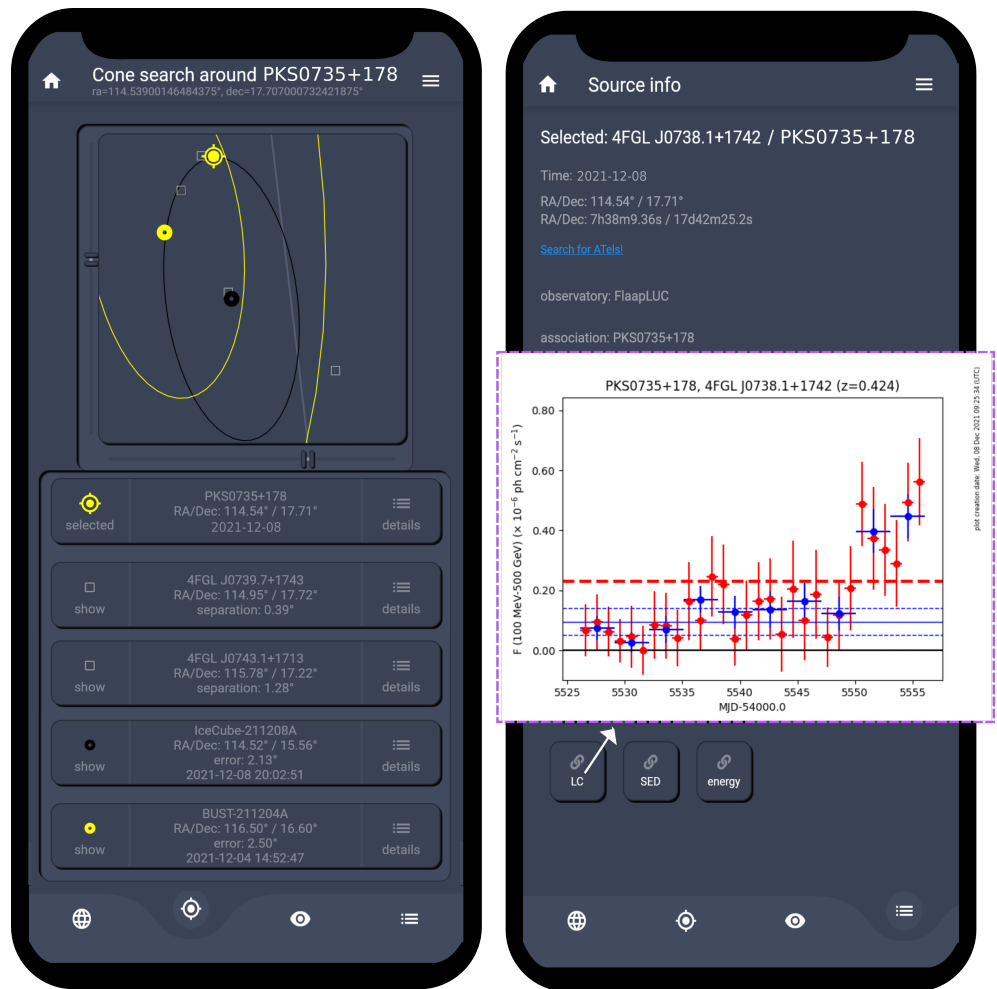 Cone search around PKS0735+178
ra=114.53900146484375°, dec=17.707000732421875°
selected
PKS0735+178
RA/Dec: 114.54° / 17.71°
2021-12-08
details
show
4FGL J0739.7+1743
RA/Dec: 114.95° / 17.72°
separation: 0.39°
details
show
4FGL J0743.1+1713
RA/Dec: 115.78° / 17.22°
separation: 1.28°
details
show
IceCube-211208A
RA/Dec: 114.52° / 15.56°
error: 2.13°
2021-12-08 20:02:51
details
show
BUST-211204A
RA/Dec: 116.50° / 16.60°
error: 2.50°
2021-12-04 14:52:47
details
Source info
Selected: 4FGL J0738.1+1742 / PKS0735+178
Time: 2021-12-08
RA/Dec: 114.54° / 17.71°
RA/Dec: 7h38m9.36s / 17d42m25.2s
Search for ATels!
observatory: FlaapLUC
association: PKS0735+178
PKS0735+178, 4FGL J0738.1+1742 (z=0.424)
plot creation date: Wed, 08 Dec 2021 09:25:34 (UTC)
F (100 MeV-500 GeV) (× 10⁻⁶ ph cm⁻² s⁻¹)
0.80
0.60
0.40
0.20
0.00
5525 5530 5535 5540 5545 5550 5555
MJD-54000.0
LC
SED
energy